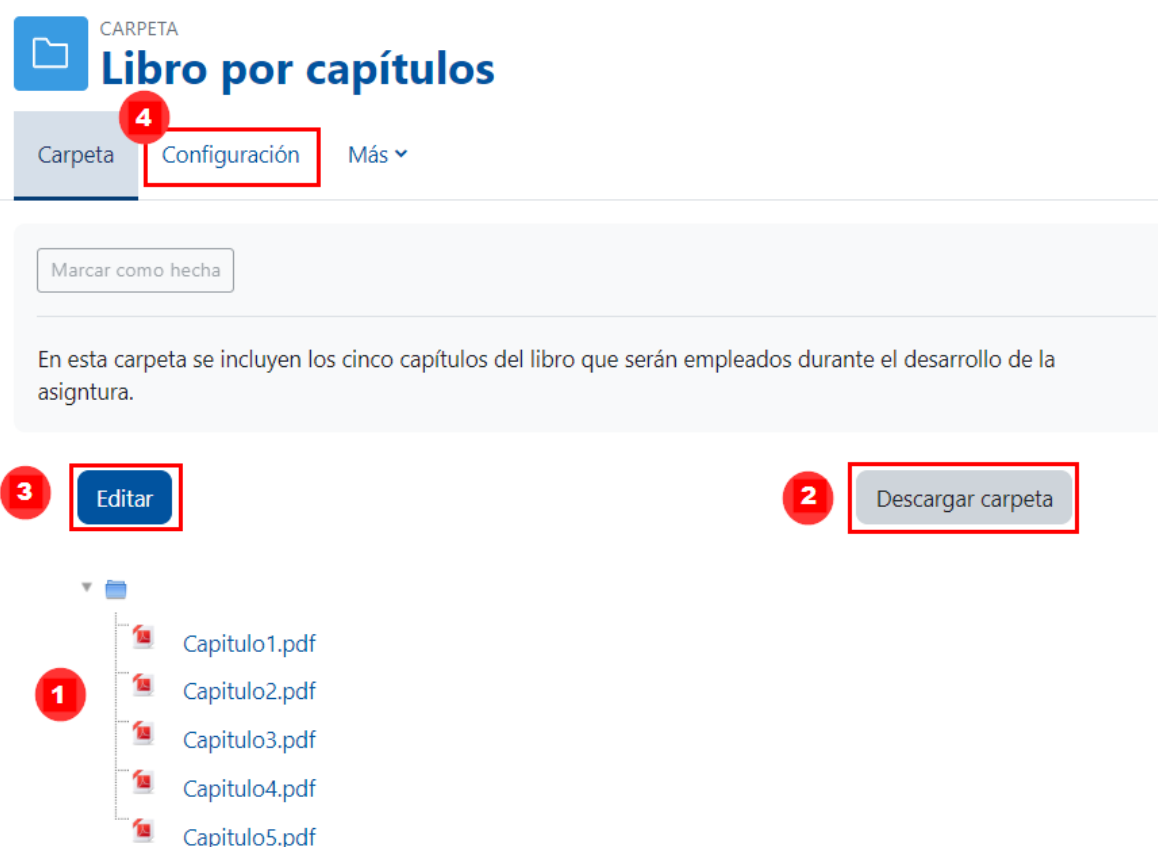 CARPETA
Libro por capítulos
4
Carpeta Configuración Más
Marcar como hecha
En esta carpeta se incluyen los cinco capítulos del libro que serán empleados durante el desarrollo de la
asigntura.
3 Editar 2 Descargar carpeta
Capitulo1.pdf
1 Capitulo2.pdf
Capitulo3.pdf
Capitulo4.pdf
Capitulo5.pdf